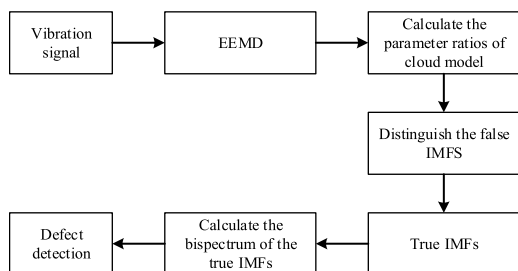 Vibration
signal
EEMD
Calculate the
parameter ratios of
cloud model
Distinguish the false
IMFS
True IMFs
Calculate the
bispectrum of the
true IMFs
Defect
detection